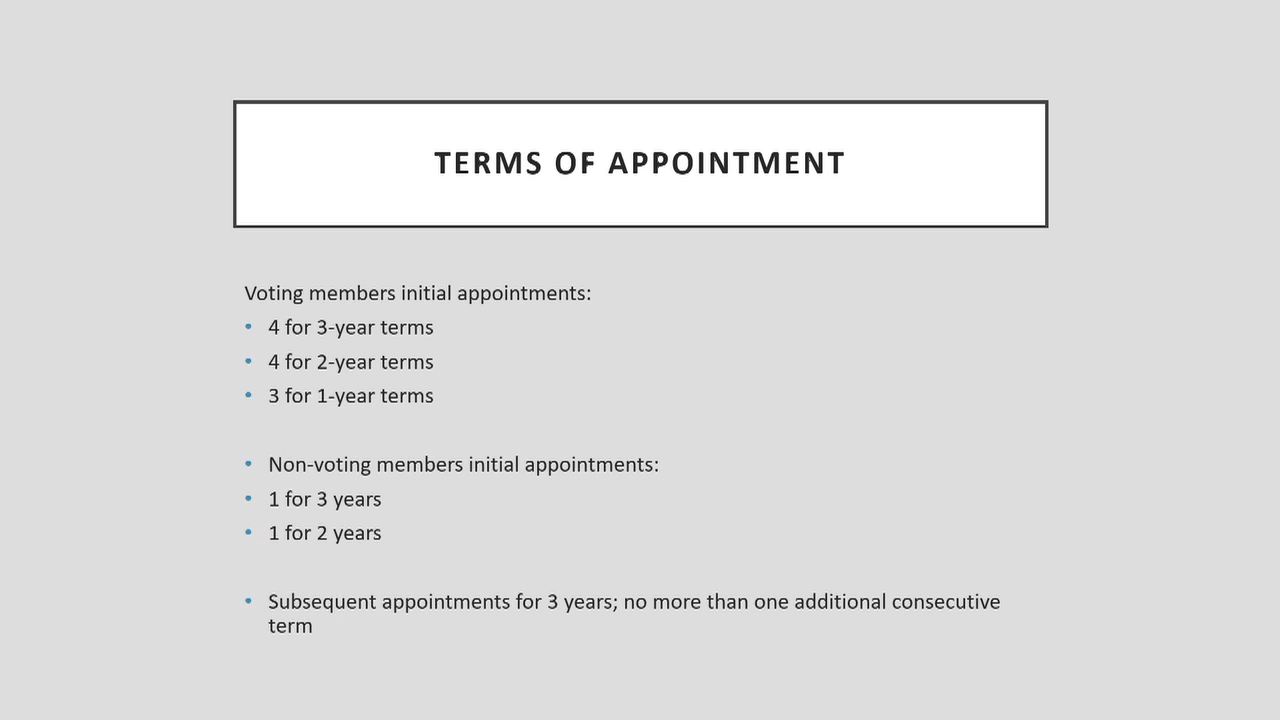 TERMS OF APPOINTMENT
Voting members initial appointments:
• 4 for 3-year terms
• 4 for 2-year terms
• 3 for 1-year terms
• Non-voting members initial appointments:
• 1 for 3 years
• 1 for 2 years
• Subsequent appointments for 3 years; no more than one additional consecutive
term